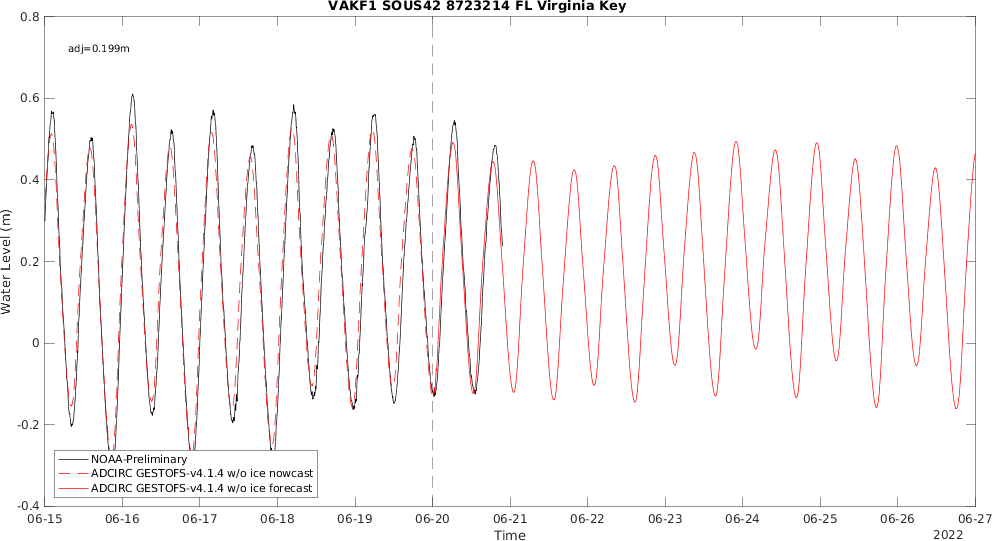 VAKF1 SOUS42 8723214 FL Virginia Key
adj=0.199m
0.8
0.6
0.4
0.2
0
-0.2
-0.4
Water Level (m)
NOAA-Preliminary
ADCIRC GESTOFS-v4.1.4 w/o ice nowcast
ADCIRC GESTOFS-v4.1.4 w/o ice forecast
06-15 06-16 06-17 06-18 06-19 06-20 06-21 06-22 06-23 06-24 06-25 06-26 06-27
Time
2022